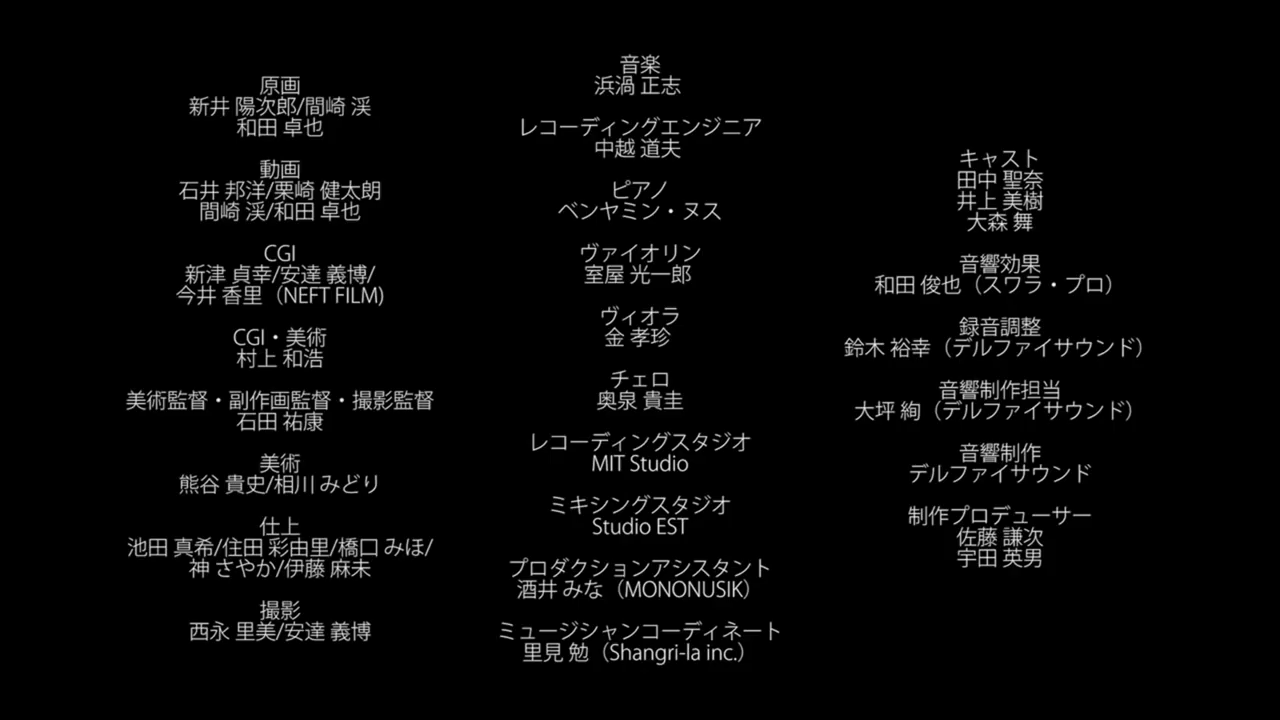 原画
新井 陽次郎/間崎 渓
和田 卓也
動画
石井 邦洋/栗崎 健太朗
間崎 渓/和田 卓也
CGI
新津 貞幸/安達 義博/
今井 香里（NEFT FILM)
CGI・美術
村上 和浩
美術監督・副作画監督・撮影監督
石田 祐康
美術
熊谷 貴史/相川 みどり
仕上
池田 真希/住田 彩由里/橋口 みほ/
神 さやか/伊藤 麻未
撮影
西永 里美/安達 義博
音楽
浜渦 正志
レコーディングエンジニア
中越 道夫
ピアノ
ベンヤミン・ヌス
ヴァイオリン
室屋 光一郎
ヴィオラ
金 孝珍
チェロ
奥泉 貴圭
レコーディングスタジオ
MIT Studio
ミキシングスタジオ
Studio EST
プロダクションアシスタント
酒井 みな（MONONUSIK）
ミュージシャンコーディネート
里見 勉（Shangri-la inc.）
キャスト
田中 聖奈
井上 美樹
大森 舞
音響効果
和田 俊也（スワラ・プロ）
録音調整
鈴木 裕幸（デルファイサウンド）
音響制作担当
大坪 絢（デルファイサウンド）
音響制作
デルファイサウンド
制作プロデューサー
佐藤 謙次
宇田 英男